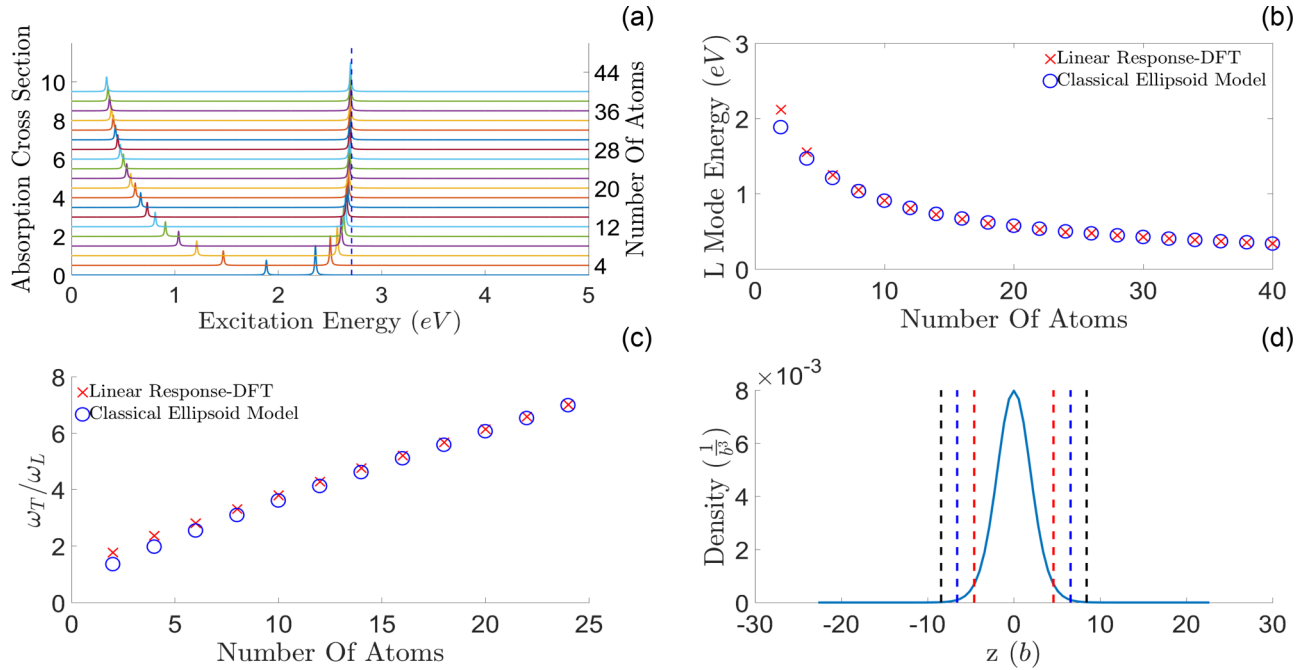 (a)
Absorption Cross Section
10
8
6
4
2
0
44
36
28
20
12
4
Number Of Atoms
0 1 2 3 4 5
Excitation Energy (eV)
(b)
L Mode Energy (eV)
3
2
1
0
× Linear Response-DFT
○ Classical Ellipsoid Model
0 10 20 30 40
Number Of Atoms
(c)
ω_T/ω_L
8
6
4
2
0
× Linear Response-DFT
○ Classical Ellipsoid Model
0 5 10 15 20 25
Number Of Atoms
(d)
×10⁻³
Density (1/b³)
8
6
4
2
0
-30 -20 -10 0 10 20 30
z (b)